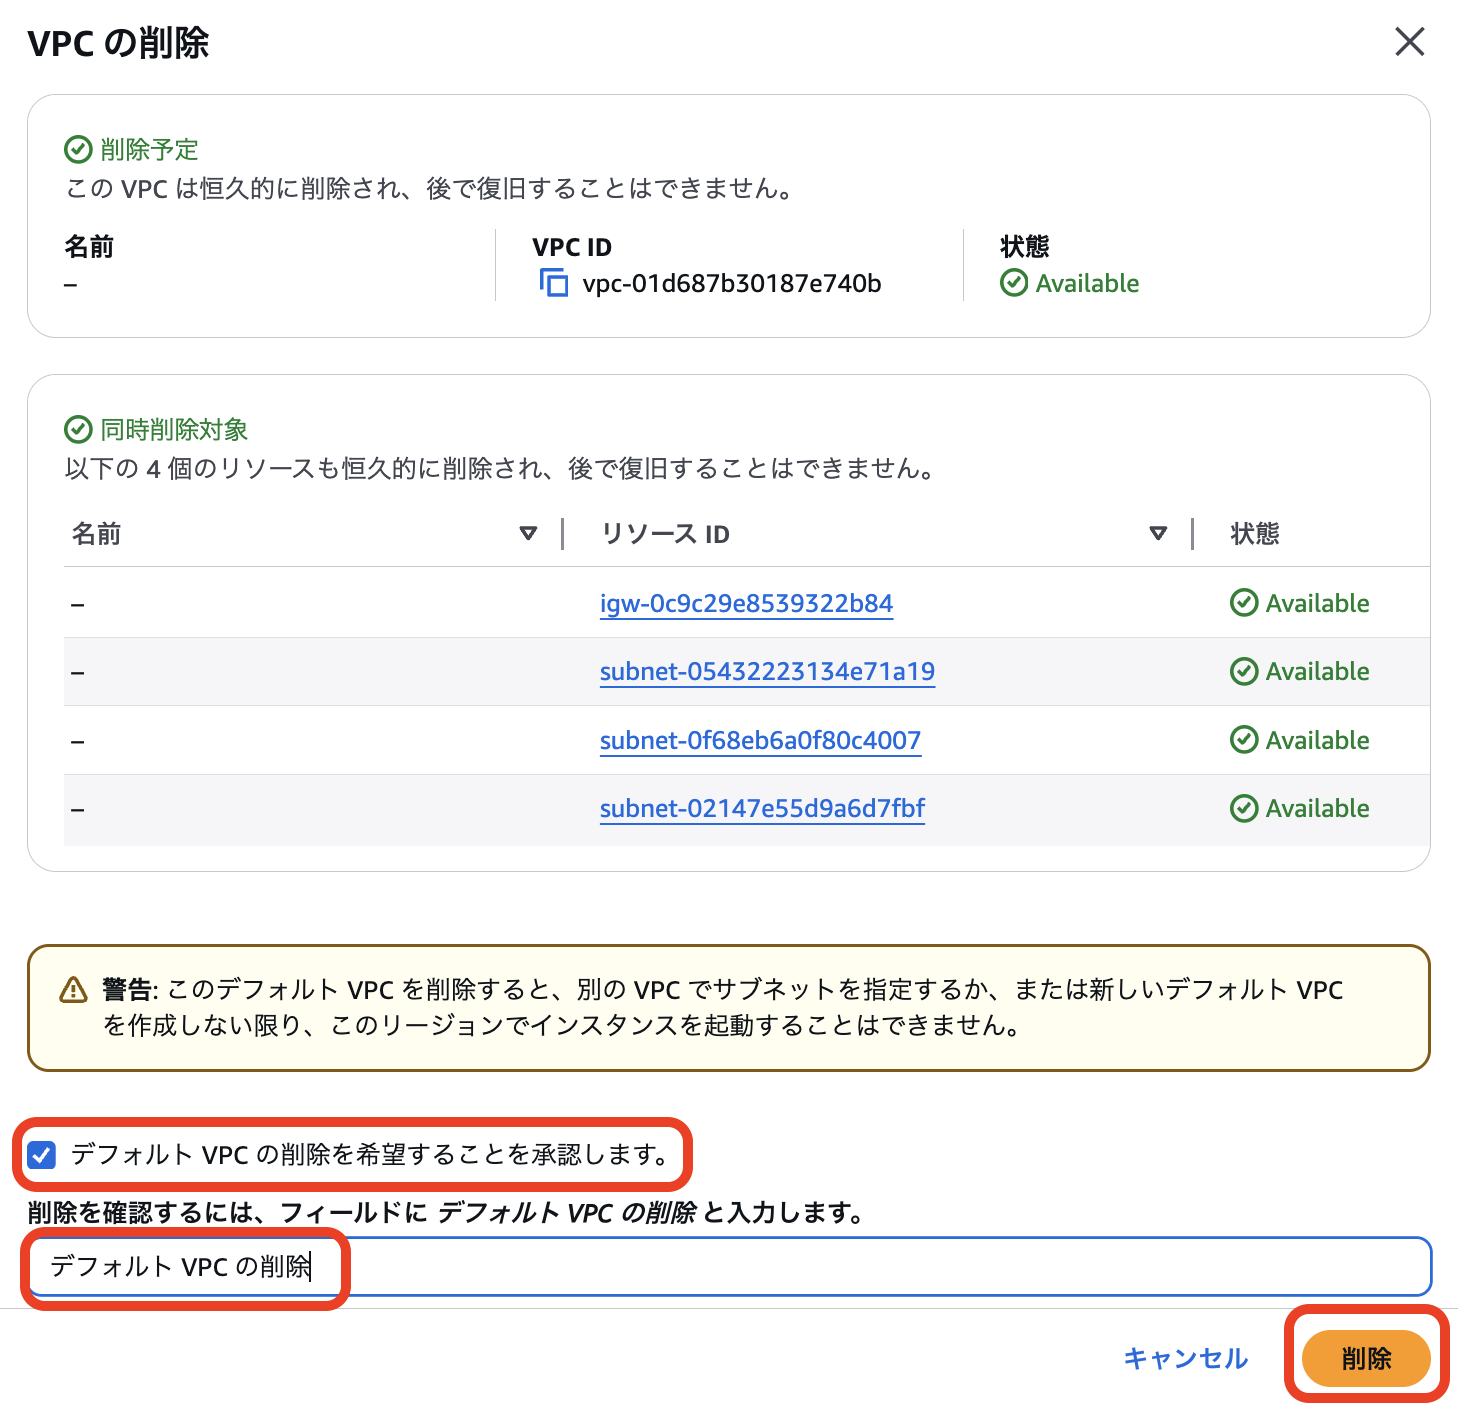 VPC の削除
削除予定
この VPC は恒久的に削除され、後で復旧することはできません。
名前
–
VPC ID
vpc-01d687b30187e740b
状態
Available
同時削除対象
以下の 4 個のリソースも恒久的に削除され、後で復旧することはできません。
名前 リソース ID 状態
– igw-0c9c29e8539322b84 Available
– subnet-05432223134e71a19 Available
– subnet-0f68eb6a0f80c4007 Available
– subnet-02147e55d9a6d7fbf Available
警告: このデフォルト VPC を削除すると、別の VPC でサブネットを指定するか、または新しいデフォルト VPC
を作成しない限り、このリージョンでインスタンスを起動することはできません。
デフォルト VPC の削除を希望することを承認します。
削除を確認するには、フィールドに デフォルト VPC の削除 と入力します。
デフォルト VPC の削除
キャンセル 削除